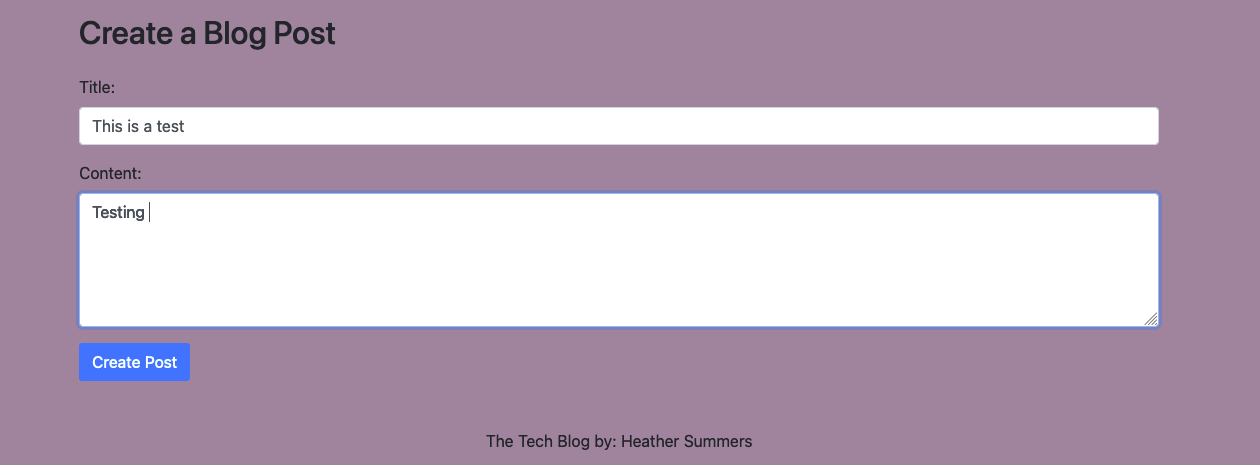 Create a Blog Post
Title:
This is a test
Content:
Testing
Create Post
The Tech Blog by: Heather Summers